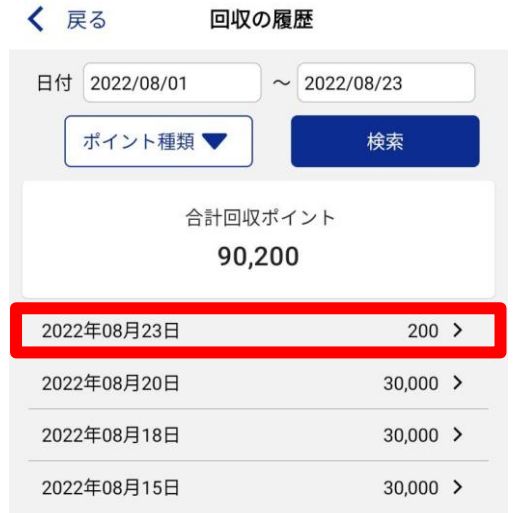 戻る 回収の履歴
日付 2022/08/01 ～ 2022/08/23
ポイント種類 検索
合計回収ポイント
90,200
2022年08月23日 200
2022年08月20日 30,000
2022年08月18日 30,000
2022年08月15日 30,000